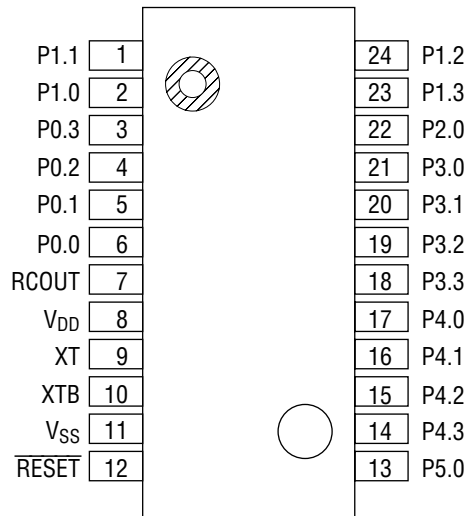 P1.1 1 24 P1.2
P1.0 2 23 P1.3
P0.3 3 22 P2.0
P0.2 4 21 P3.0
P0.1 5 20 P3.1
P0.0 6 19 P3.2
RCOUT 7 18 P3.3
VDD 8 17 P4.0
XT 9 16 P4.1
XTB 10 15 P4.2
VSS 11 14 P4.3
RESET 12 13 P5.0